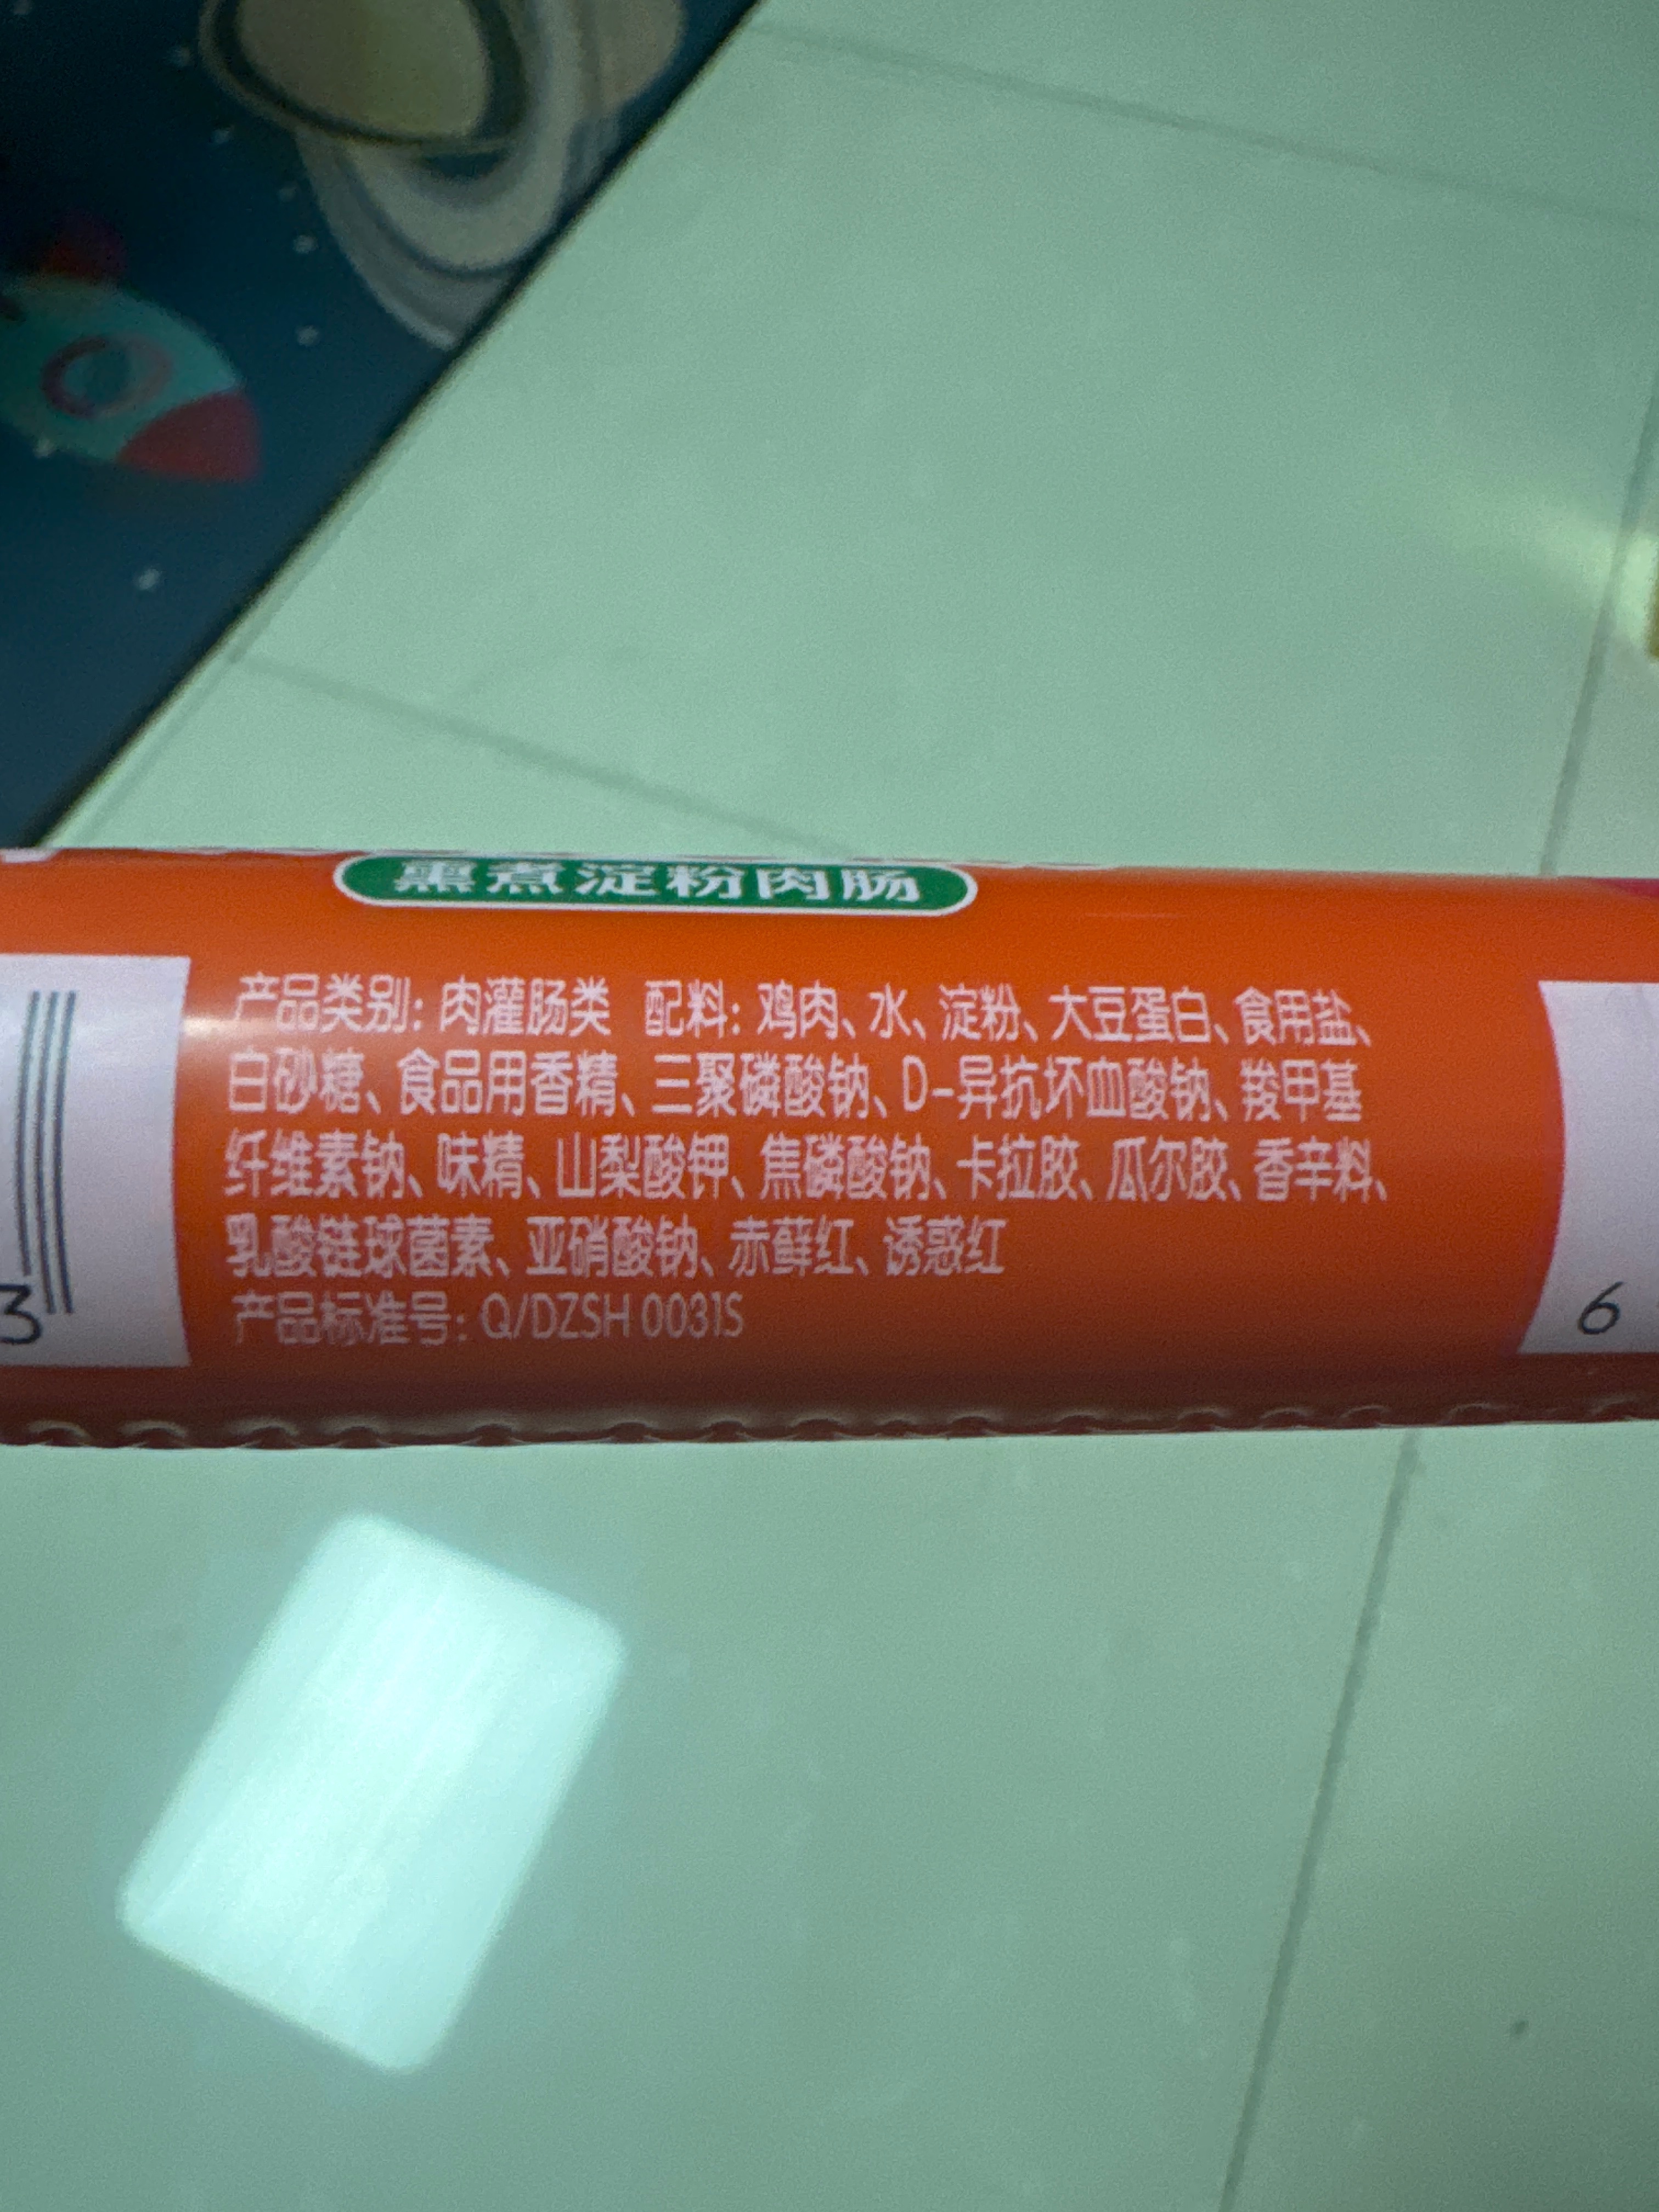 熏煮淀粉肉肠
产品类别：肉灌肠类 配料：鸡肉、水、淀粉、大豆蛋白、食用盐、
白砂糖、食品用香精、三聚磷酸钠、D-异抗坏血酸钠、羧甲基
纤维素钠、味精、山梨酸钾、焦磷酸钠、卡拉胶、瓜尔胶、香辛料、
乳酸链球菌素、亚硝酸钠、赤藓红、诱惑红
产品标准号：Q/DZSH 0031S
3
6